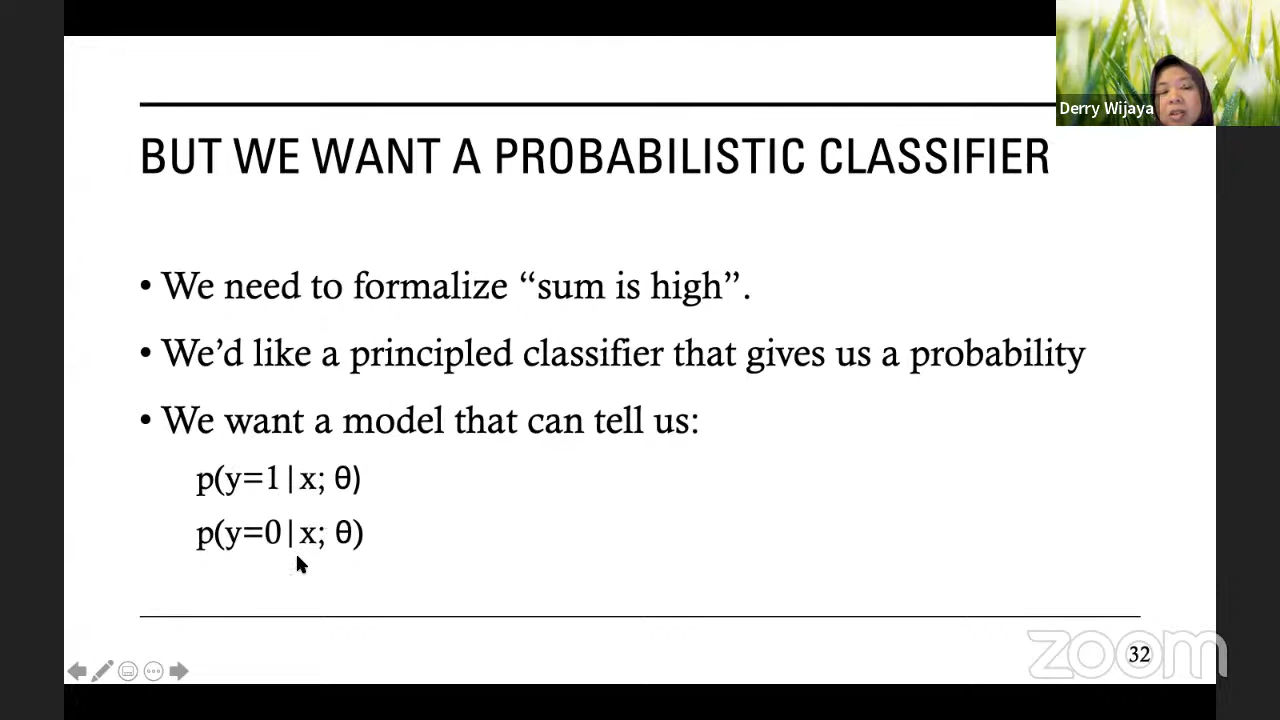 Derry Wijaya
BUT WE WANT A PROBABILISTIC CLASSIFIER
• We need to formalize “sum is high”.
• We’d like a principled classifier that gives us a probability
• We want a model that can tell us:
p(y=1|x; θ)
p(y=0|x; θ)
zoom
32